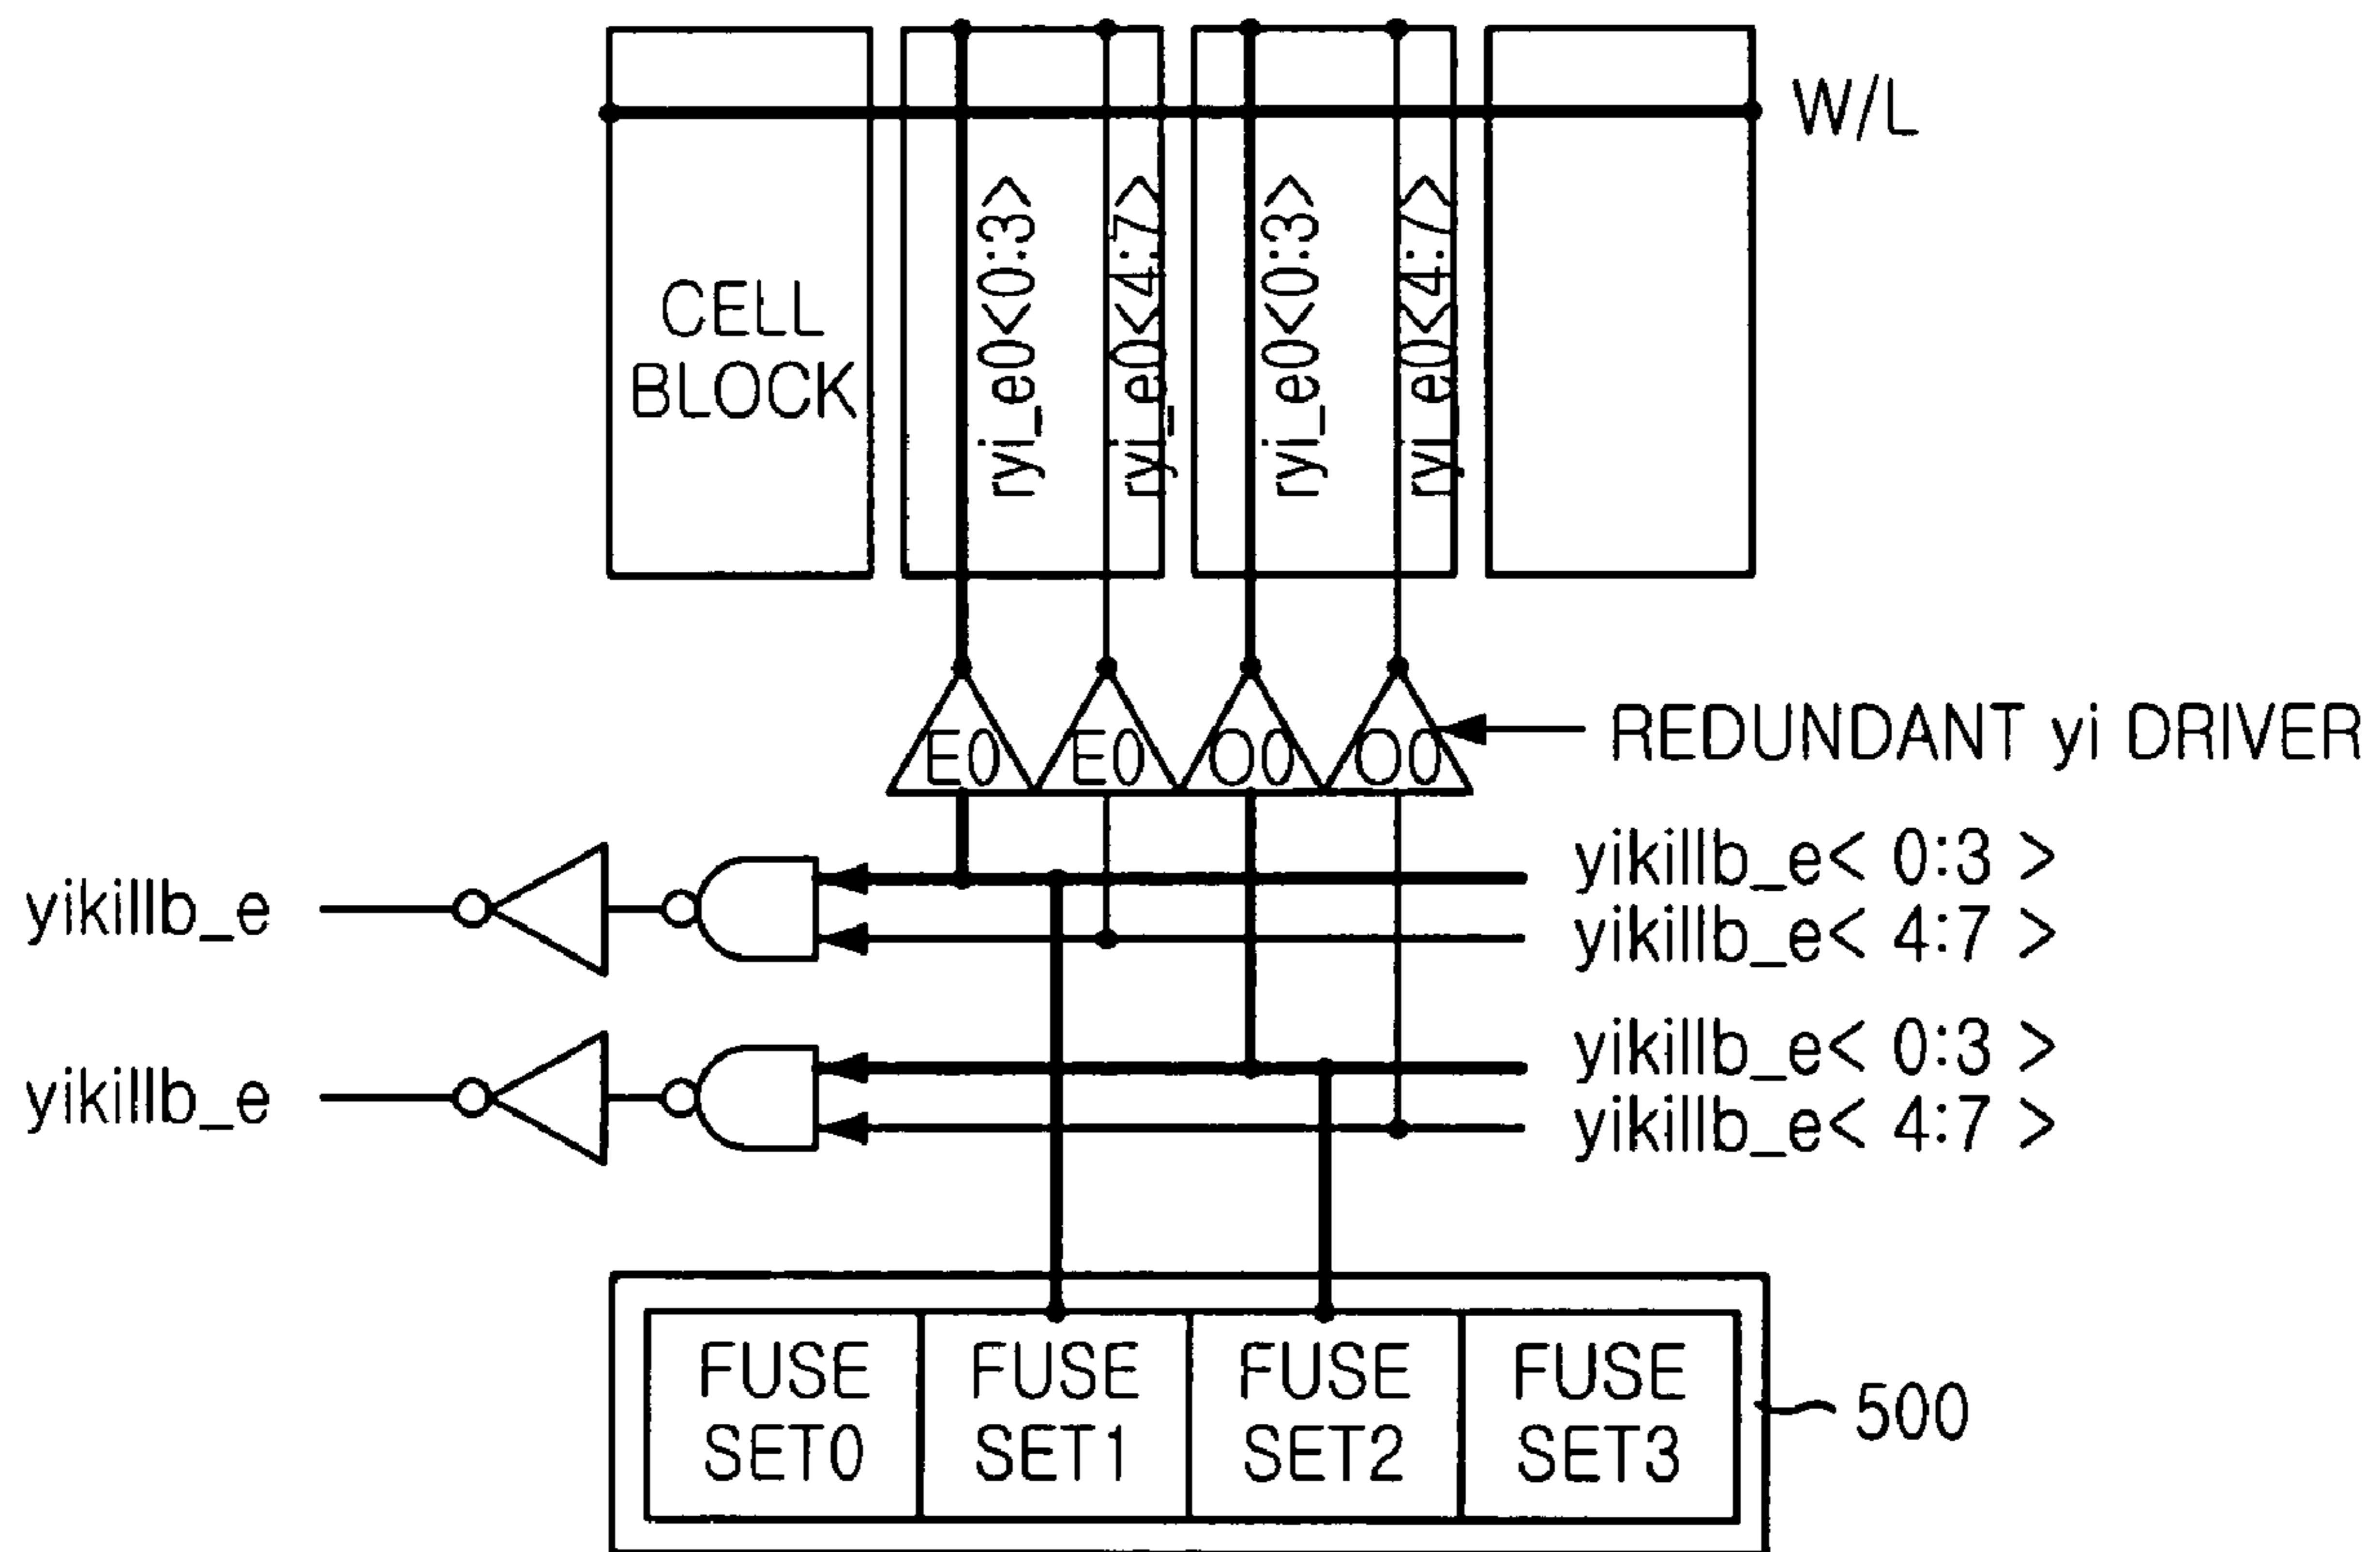 W/L
CELL
BLOCK
ryi_e0<0:3>
ryi_e0<4:7>
ryi_e0<0:3>
ryi_e0<4:7>
E0
E0
O0
O0
REDUNDANT yi DRIVER
yikillb_e
yikillb_e< 0:3 >
yikillb_e< 4:7 >
yikillb_e
yikillb_e< 0:3 >
yikillb_e< 4:7 >
FUSE
SET0
FUSE
SET1
FUSE
SET2
FUSE
SET3
500